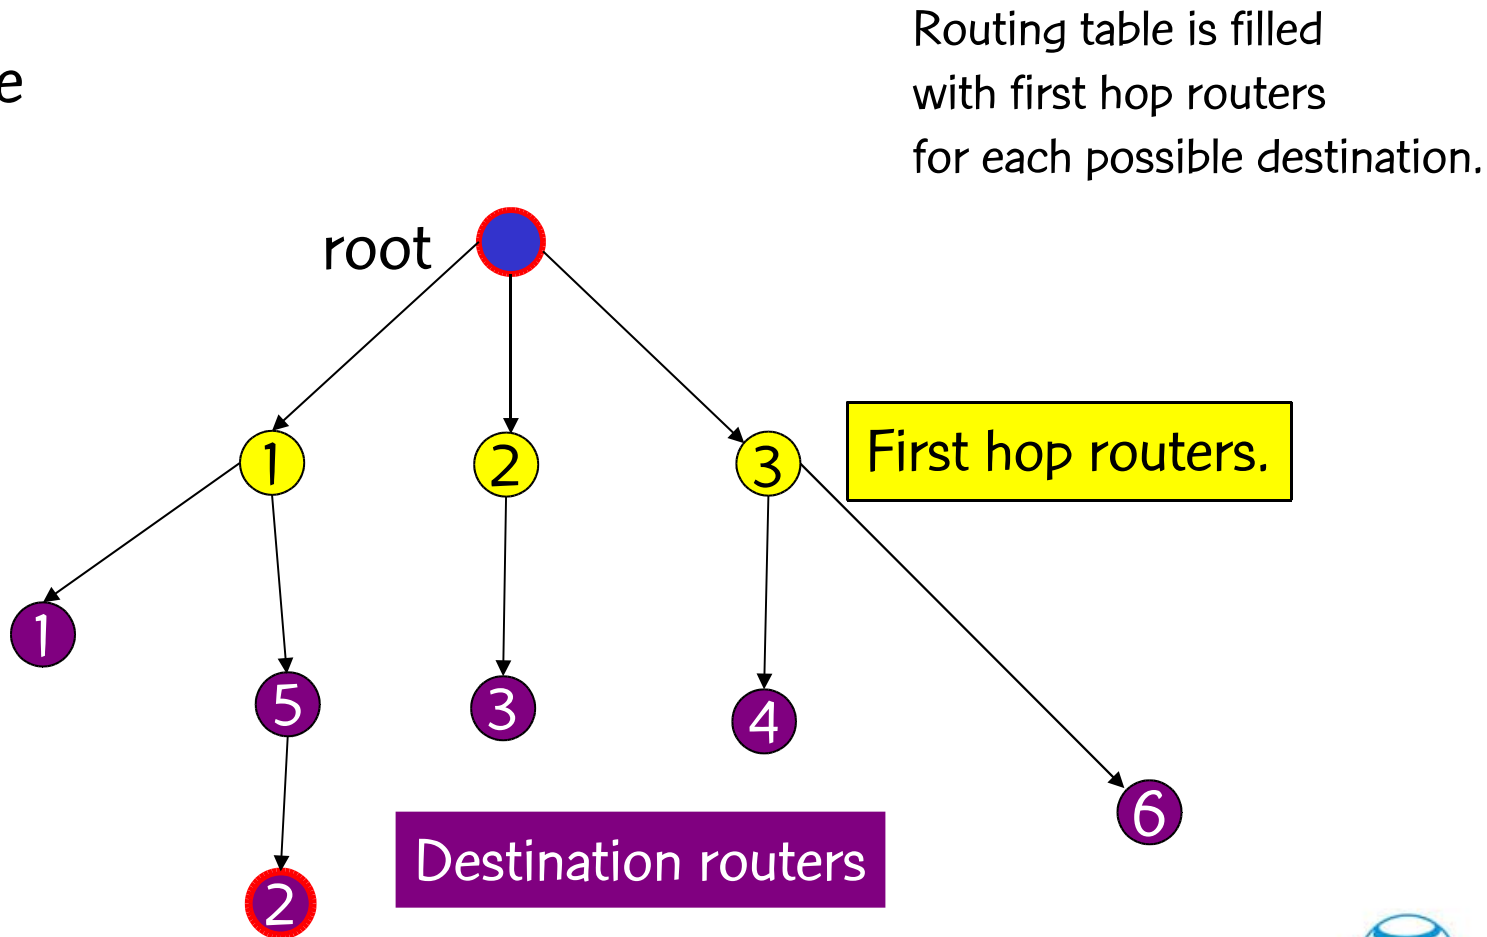 e
Routing table is filled
with first hop routers
for each possible destination.
root
1
2
3
First hop routers.
1
5
3
4
6
Destination routers
2